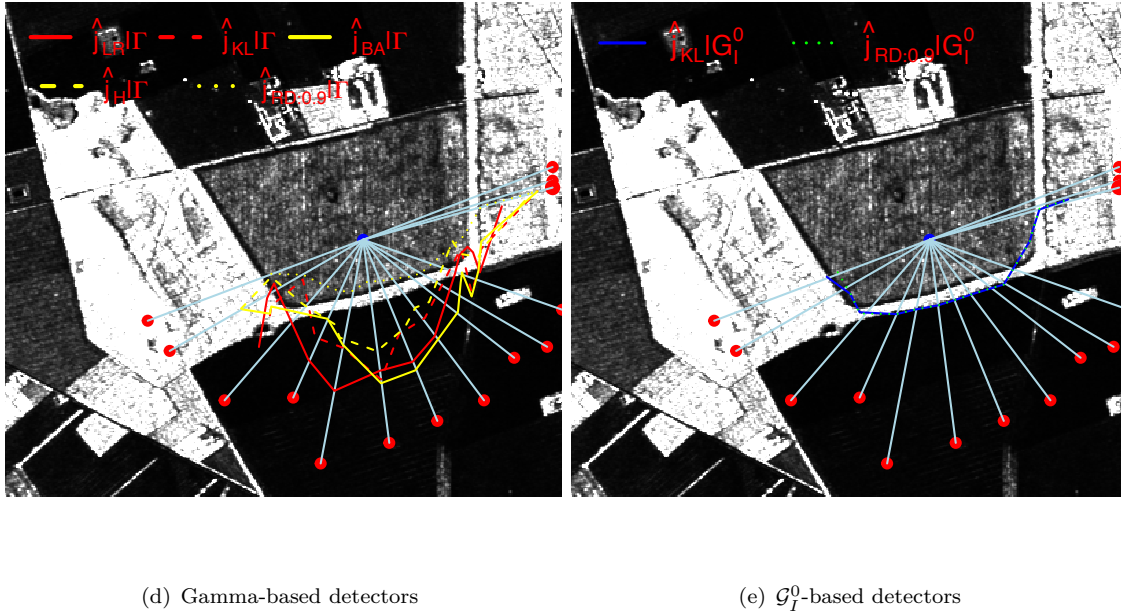 ĵ_LR|Γ ĵ_KL|Γ ĵ_BA|Γ
ĵ_H|Γ ĵ_RD:0.9|Γ
ĵ_KL|G_I^0 ĵ_RD:0.9|G_I^0
(d) Gamma-based detectors
(e) 𝒢_I^0-based detectors